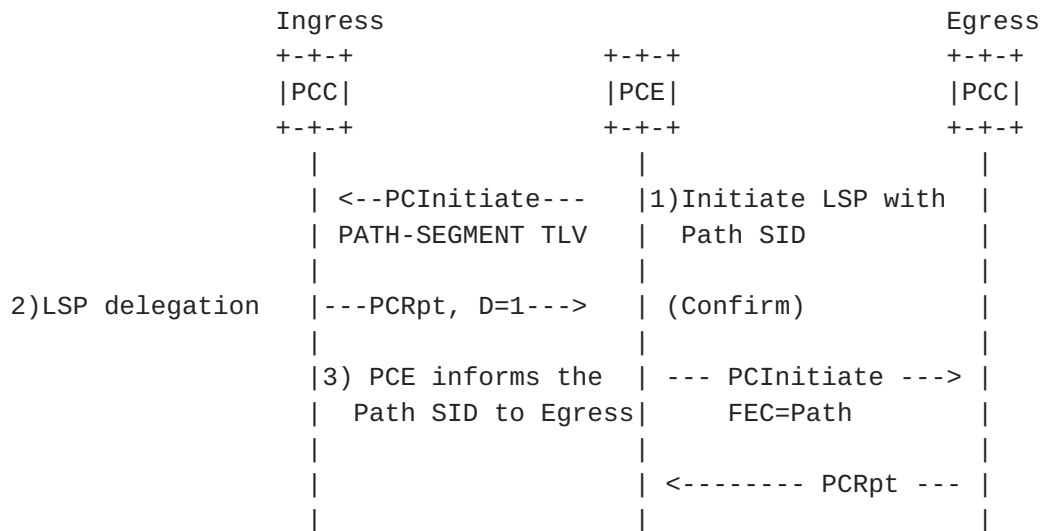 Ingress                                  Egress
                 +-+-+                +-+-+                +-+-+
                 |PCC|                |PCE|                |PCC|
                 +-+-+                +-+-+                +-+-+
                   |                    |                    |
                   | <--PCInitiate---   |1)Initiate LSP with |
                   | PATH-SEGMENT TLV   |  Path SID          |
                   |                    |                    |
2)LSP delegation   |---PCRpt, D=1--->   | (Confirm)          |
                   |                    |                    |
                   |3) PCE informs the  | --- PCInitiate --->|
                   |  Path SID to Egress|     FEC=Path       |
                   |                    |                    |
                   |                    | <-------- PCRpt ---|
                   |                    |                    |